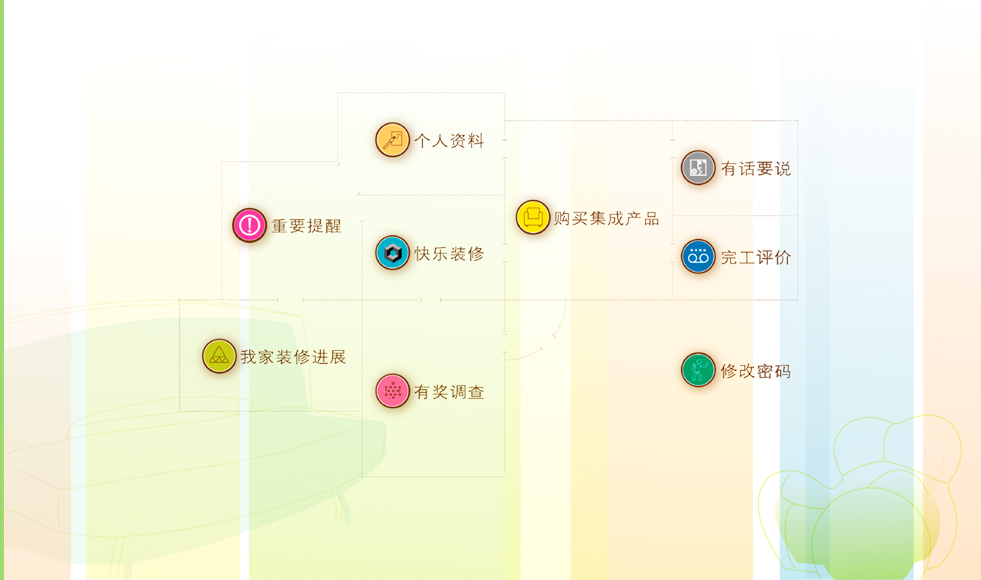 个人资料
有话要说
购买集成产品
重要提醒
快乐装修
完工评价
我家装修进展
修改密码
有奖调查